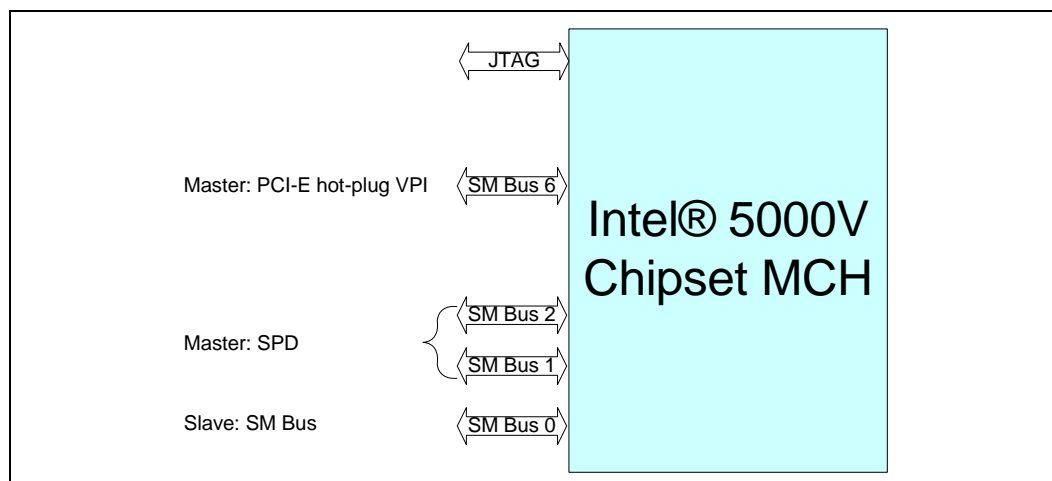 JTAG
Master: PCI-E hot-plug VPI
SM Bus 6
Intel® 5000V
Chipset MCH
SM Bus 2
Master: SPD
SM Bus 1
Slave: SM Bus
SM Bus 0